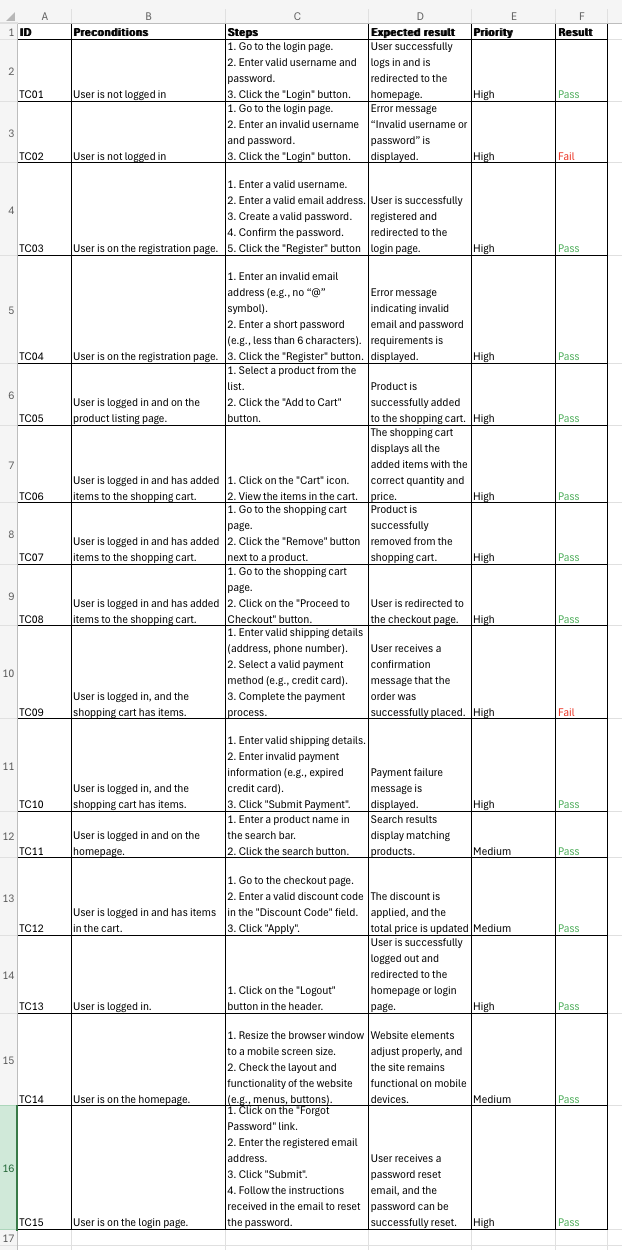 A B C D E F
1 ID Preconditions Steps Expected result Priority Result
2
1. Go to the login page.
2. Enter valid username and
password.
3. Click the "Login" button.
User successfully
logs in and is
redirected to the
homepage.
TC01 User is not logged in High Pass
3
1. Go to the login page.
2. Enter an invalid username
and password.
3. Click the "Login" button.
Error message
“Invalid username or
password” is
displayed.
TC02 User is not logged in High Fail
4
1. Enter a valid username.
2. Enter a valid email address.
3. Create a valid password.
4. Confirm the password.
5. Click the "Register" button
User is successfully
registered and
redirected to the
login page.
TC03 User is on the registration page. High Pass
5
1. Enter an invalid email
address (e.g., no “@”
symbol).
2. Enter a short password
(e.g., less than 6 characters).
3. Click the "Register" button.
Error message
indicating invalid
email and password
requirements is
displayed.
TC04 User is on the registration page. High Pass
6
User is logged in and on the
product listing page.
1. Select a product from the
list.
2. Click the "Add to Cart"
button.
Product is
successfully added
to the shopping cart.
TC05 High Pass
7
User is logged in and has added
items to the shopping cart.
1. Click on the "Cart" icon.
2. View the items in the cart.
The shopping cart
displays all the
added items with the
correct quantity and
price.
TC06 High Pass
8
User is logged in and has added
items to the shopping cart.
1. Go to the shopping cart
page.
2. Click the "Remove" button
next to a product.
Product is
successfully
removed from the
shopping cart.
TC07 High Pass
9
User is logged in and has added
items to the shopping cart.
1. Go to the shopping cart
page.
2. Click on the "Proceed to
Checkout" button.
User is redirected to
the checkout page.
TC08 High Pass
10
User is logged in, and the
shopping cart has items.
1. Enter valid shipping details
(address, phone number).
2. Select a valid payment
method (e.g., credit card).
3. Complete the payment
process.
User receives a
confirmation
message that the
order was
successfully placed.
TC09 High Fail
11
User is logged in, and the
shopping cart has items.
1. Enter valid shipping details.
2. Enter invalid payment
information (e.g., expired
credit card).
3. Click "Submit Payment".
Payment failure
message is
displayed.
TC10 High Pass
12
User is logged in and on the
homepage.
1. Enter a product name in
the search bar.
2. Click the search button.
Search results
display matching
products.
TC11 Medium Pass
13
User is logged in and has items
in the cart.
1. Go to the checkout page.
2. Enter a valid discount code
in the "Discount Code" field.
3. Click "Apply".
The discount is
applied, and the
total price is updated
TC12 Medium Pass
14
User is logged in.
1. Click on the "Logout"
button in the header.
User is successfully
logged out and
redirected to the
homepage or login
page.
TC13 High Pass
15
User is on the homepage.
1. Resize the browser window
to a mobile screen size.
2. Check the layout and
functionality of the website
(e.g., menus, buttons).
Website elements
adjust properly, and
the site remains
functional on mobile
devices.
TC14 Medium Pass
16
User is on the login page.
1. Click on the "Forgot
Password" link.
2. Enter the registered email
address.
3. Click "Submit".
4. Follow the instructions
received in the email to reset
the password.
User receives a
password reset
email, and the
password can be
successfully reset.
TC15 High Pass
17